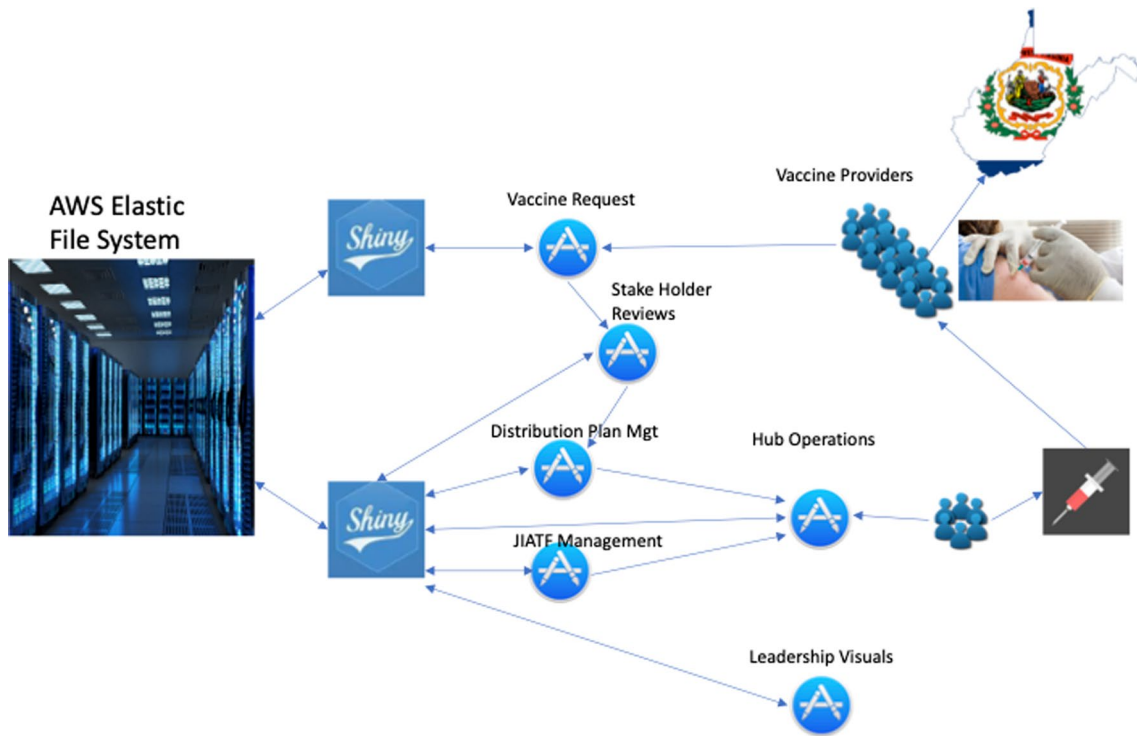 Vaccine Providers
Vaccine Request
AWS Elastic
File System
Shiny
Stake Holder
Reviews
Distribution Plan Mgt
Hub Operations
Shiny
JIATF Management
Leadership Visuals